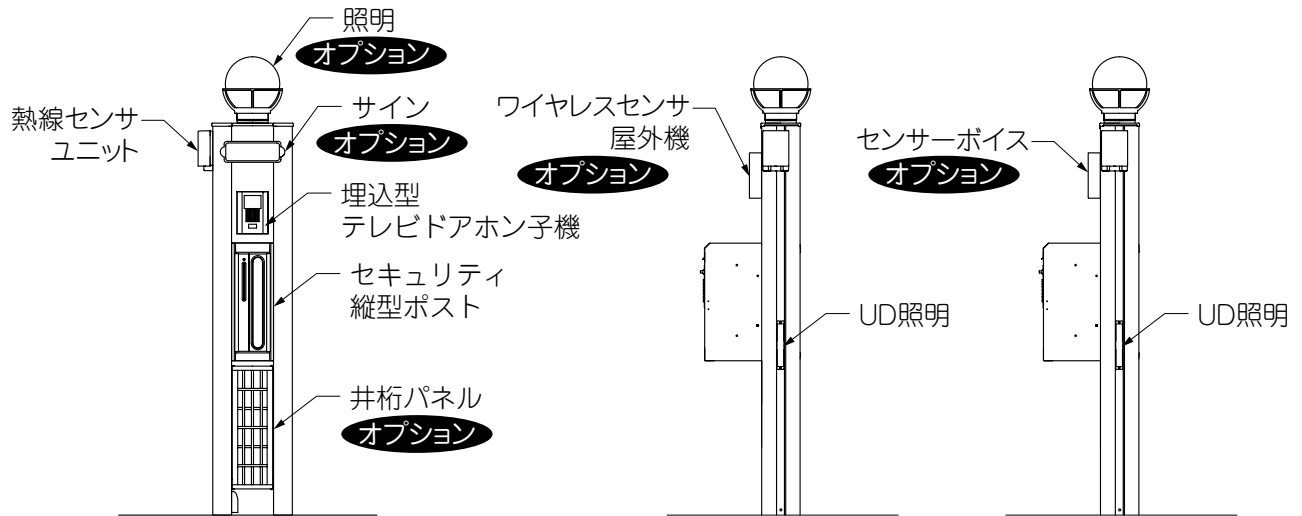 照明
オプション
熱線センサ
ユニット
サイン
オプション
埋込型
テレビドアホン子機
セキュリティ
縦型ポスト
井桁パネル
オプション
ワイヤレスセンサ
屋外機
オプション
UD照明
センサーボイス
オプション
UD照明